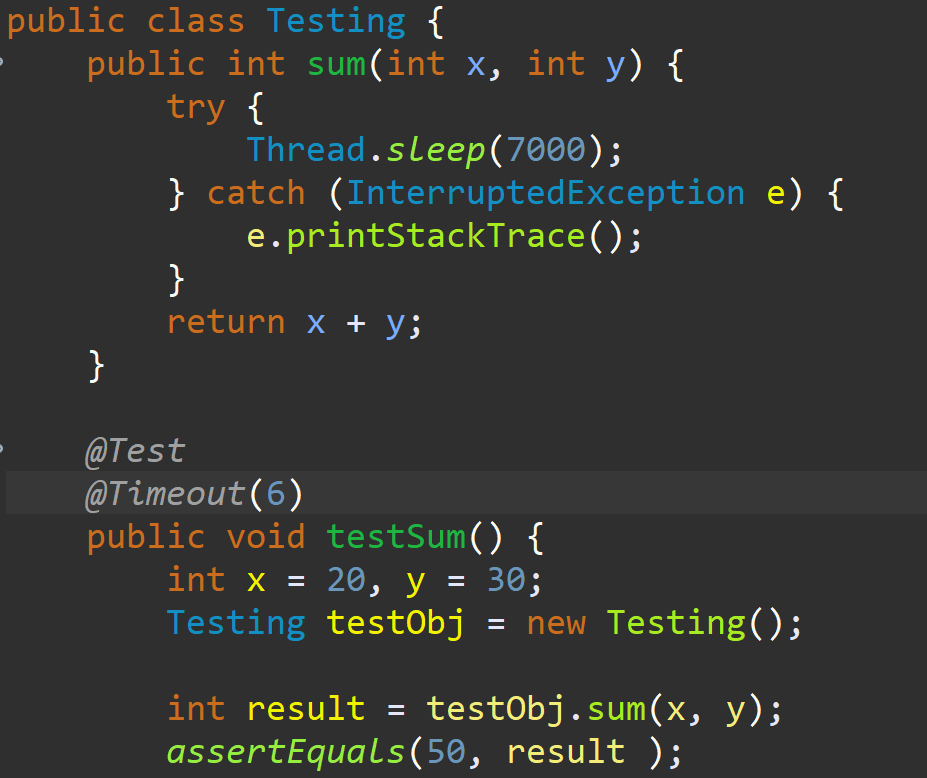 public class Testing {
    public int sum(int x, int y) {
        try {
            Thread.sleep(7000);
        } catch (InterruptedException e) {
            e.printStackTrace();
        }
        return x + y;
    }

    @Test
    @Timeout(6)
    public void testSum() {
        int x = 20, y = 30;
        Testing testObj = new Testing();

        int result = testObj.sum(x, y);
        assertEquals(50, result );